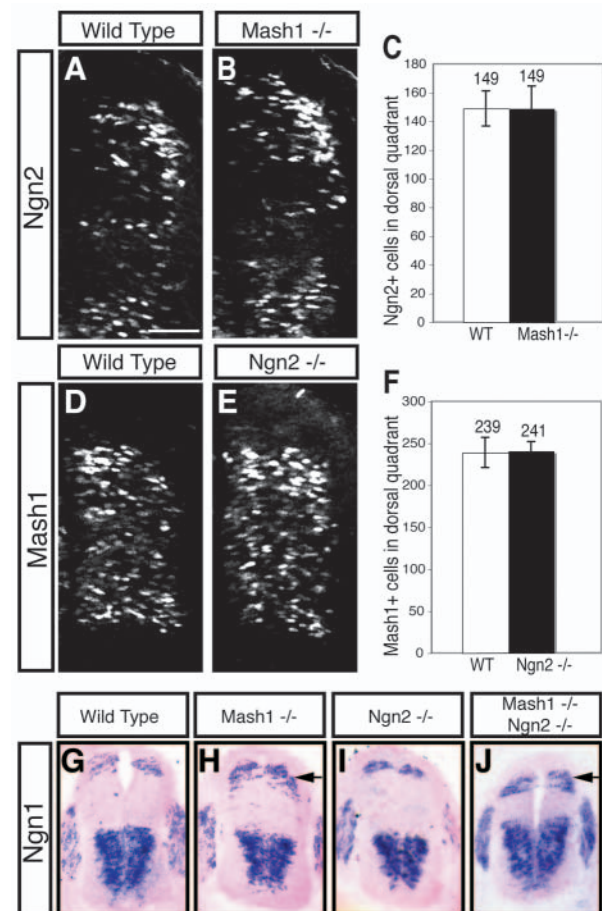 Wild Type
Mash1 -/-
C
Ngn2
A
B
Ngn2+ cells in dorsal quadrant
180
160
140
120
100
80
60
40
20
0
149
149
WT
Mash1-/-
Wild Type
Ngn2 -/-
F
Mash1
D
E
Mash1+ cells in dorsal quadrant
300
250
200
150
100
50
0
239
241
WT
Ngn2 -/-
Wild Type
Mash1 -/-
Ngn2 -/-
Mash1 -/-
Ngn2 -/-
Ngn1
G
H
I
J